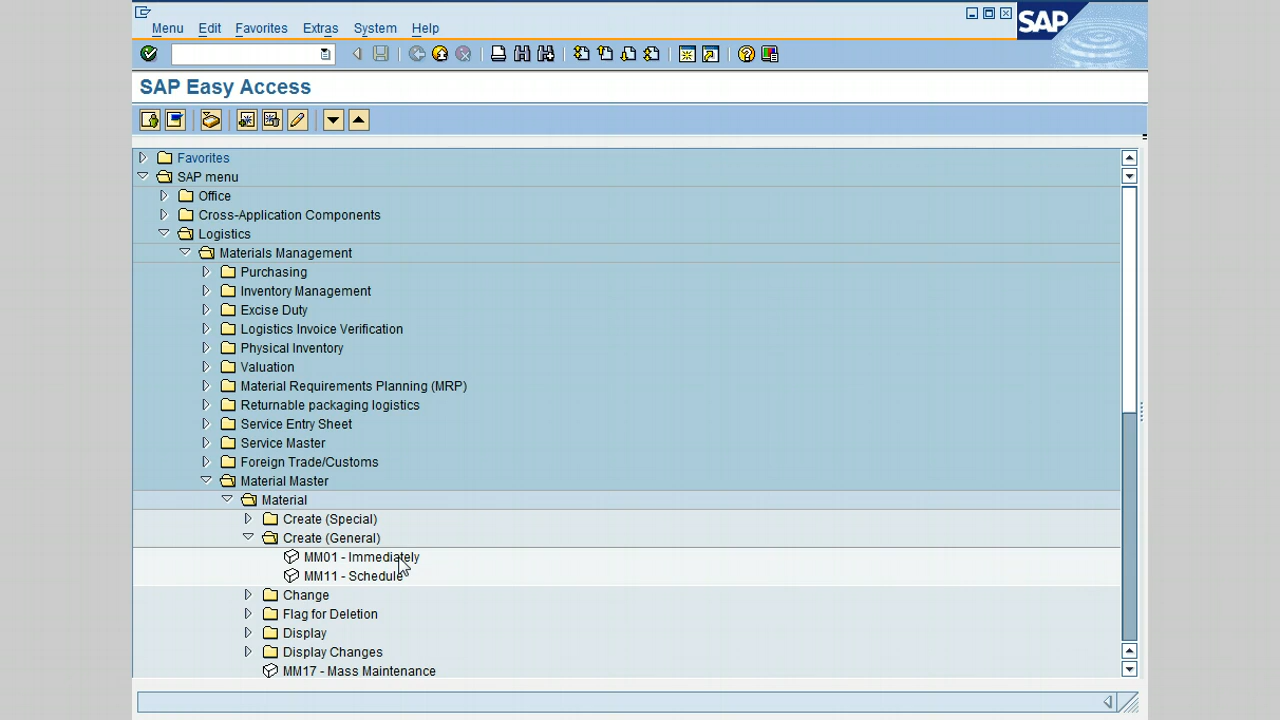 Menu Edit Favorites Extras System Help
SAP
SAP Easy Access
Favorites
SAP menu
Office
Cross-Application Components
Logistics
Materials Management
Purchasing
Inventory Management
Excise Duty
Logistics Invoice Verification
Physical Inventory
Valuation
Material Requirements Planning (MRP)
Returnable packaging logistics
Service Entry Sheet
Service Master
Foreign Trade/Customs
Material Master
Material
Create (Special)
Create (General)
MM01 - Immediately
MM11 - Schedule
Change
Flag for Deletion
Display
Display Changes
MM17 - Mass Maintenance